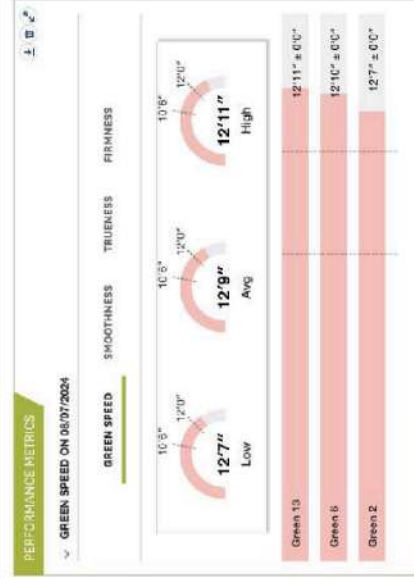 PERFORMANCE METRICS
GREEN SPEED ON 08/07/2024
GREEN SPEED SMOOTHNESS TRUENESS FIRMNESS
10'6" 12'0" 10'6" 12'0" 10'6" 12'0"
12'7" 12'9" 12'11"
Low Avg High
Green 13 12'11" ± 0'0"
Green 6 12'10" ± 0'0"
Green 2 12'7" ± 0'0"